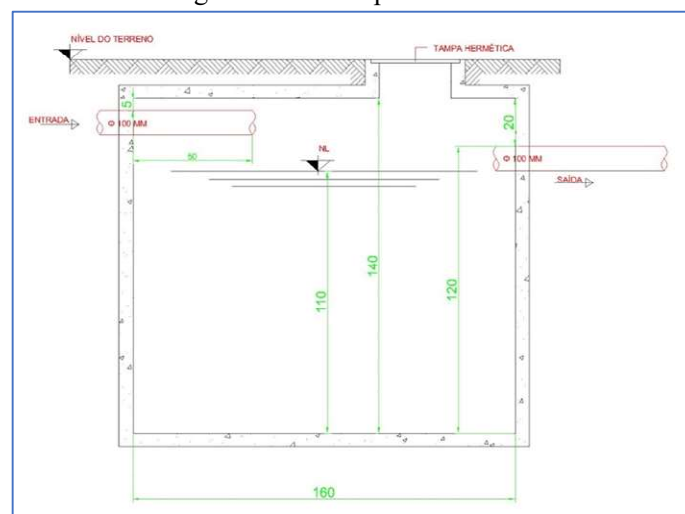 NÍVEL DO TERRENO
TAMPA HERMÉTICA
5
ENTRADA
Φ 100 MM
20
50
NL
Φ 100 MM
SAÍDA
110
140
120
160